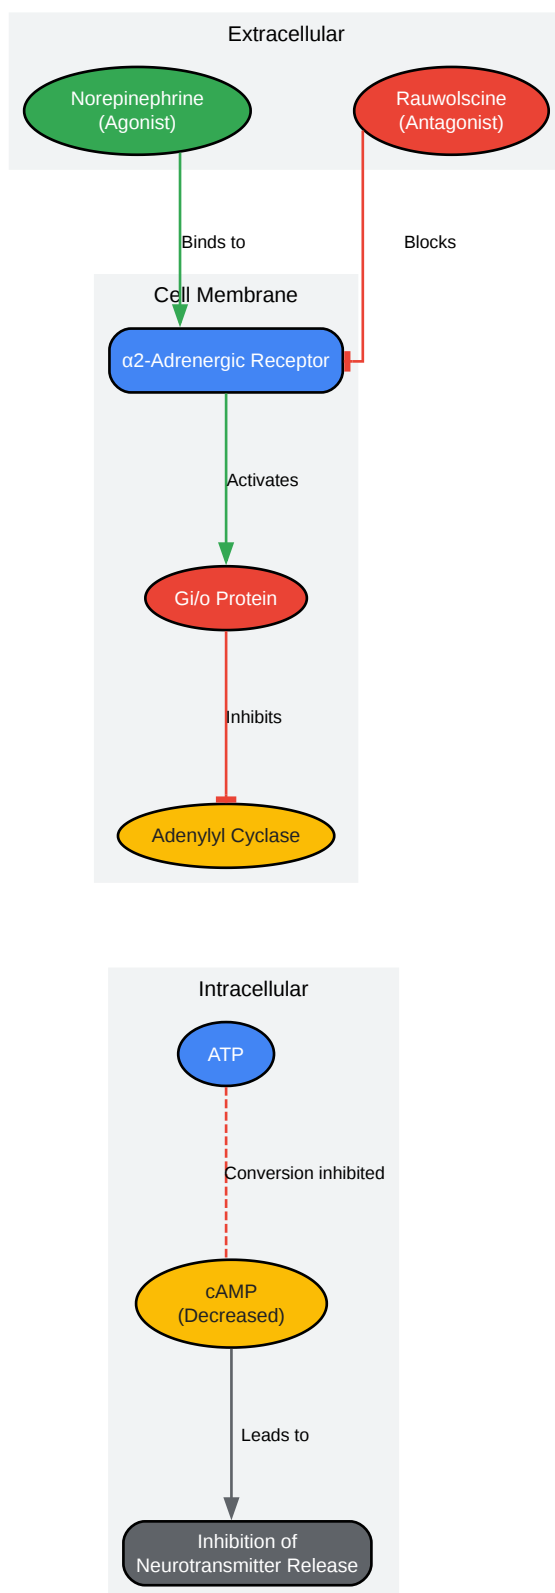 Extracellular
Norepinephrine
(Agonist)
Rauwolscine
(Antagonist)
Binds to
Blocks
Cell Membrane
α2-Adrenergic Receptor
Activates
Gi/o Protein
Inhibits
Adenylyl Cyclase
Intracellular
ATP
Conversion inhibited
cAMP
(Decreased)
Leads to
Inhibition of
Neurotransmitter Release